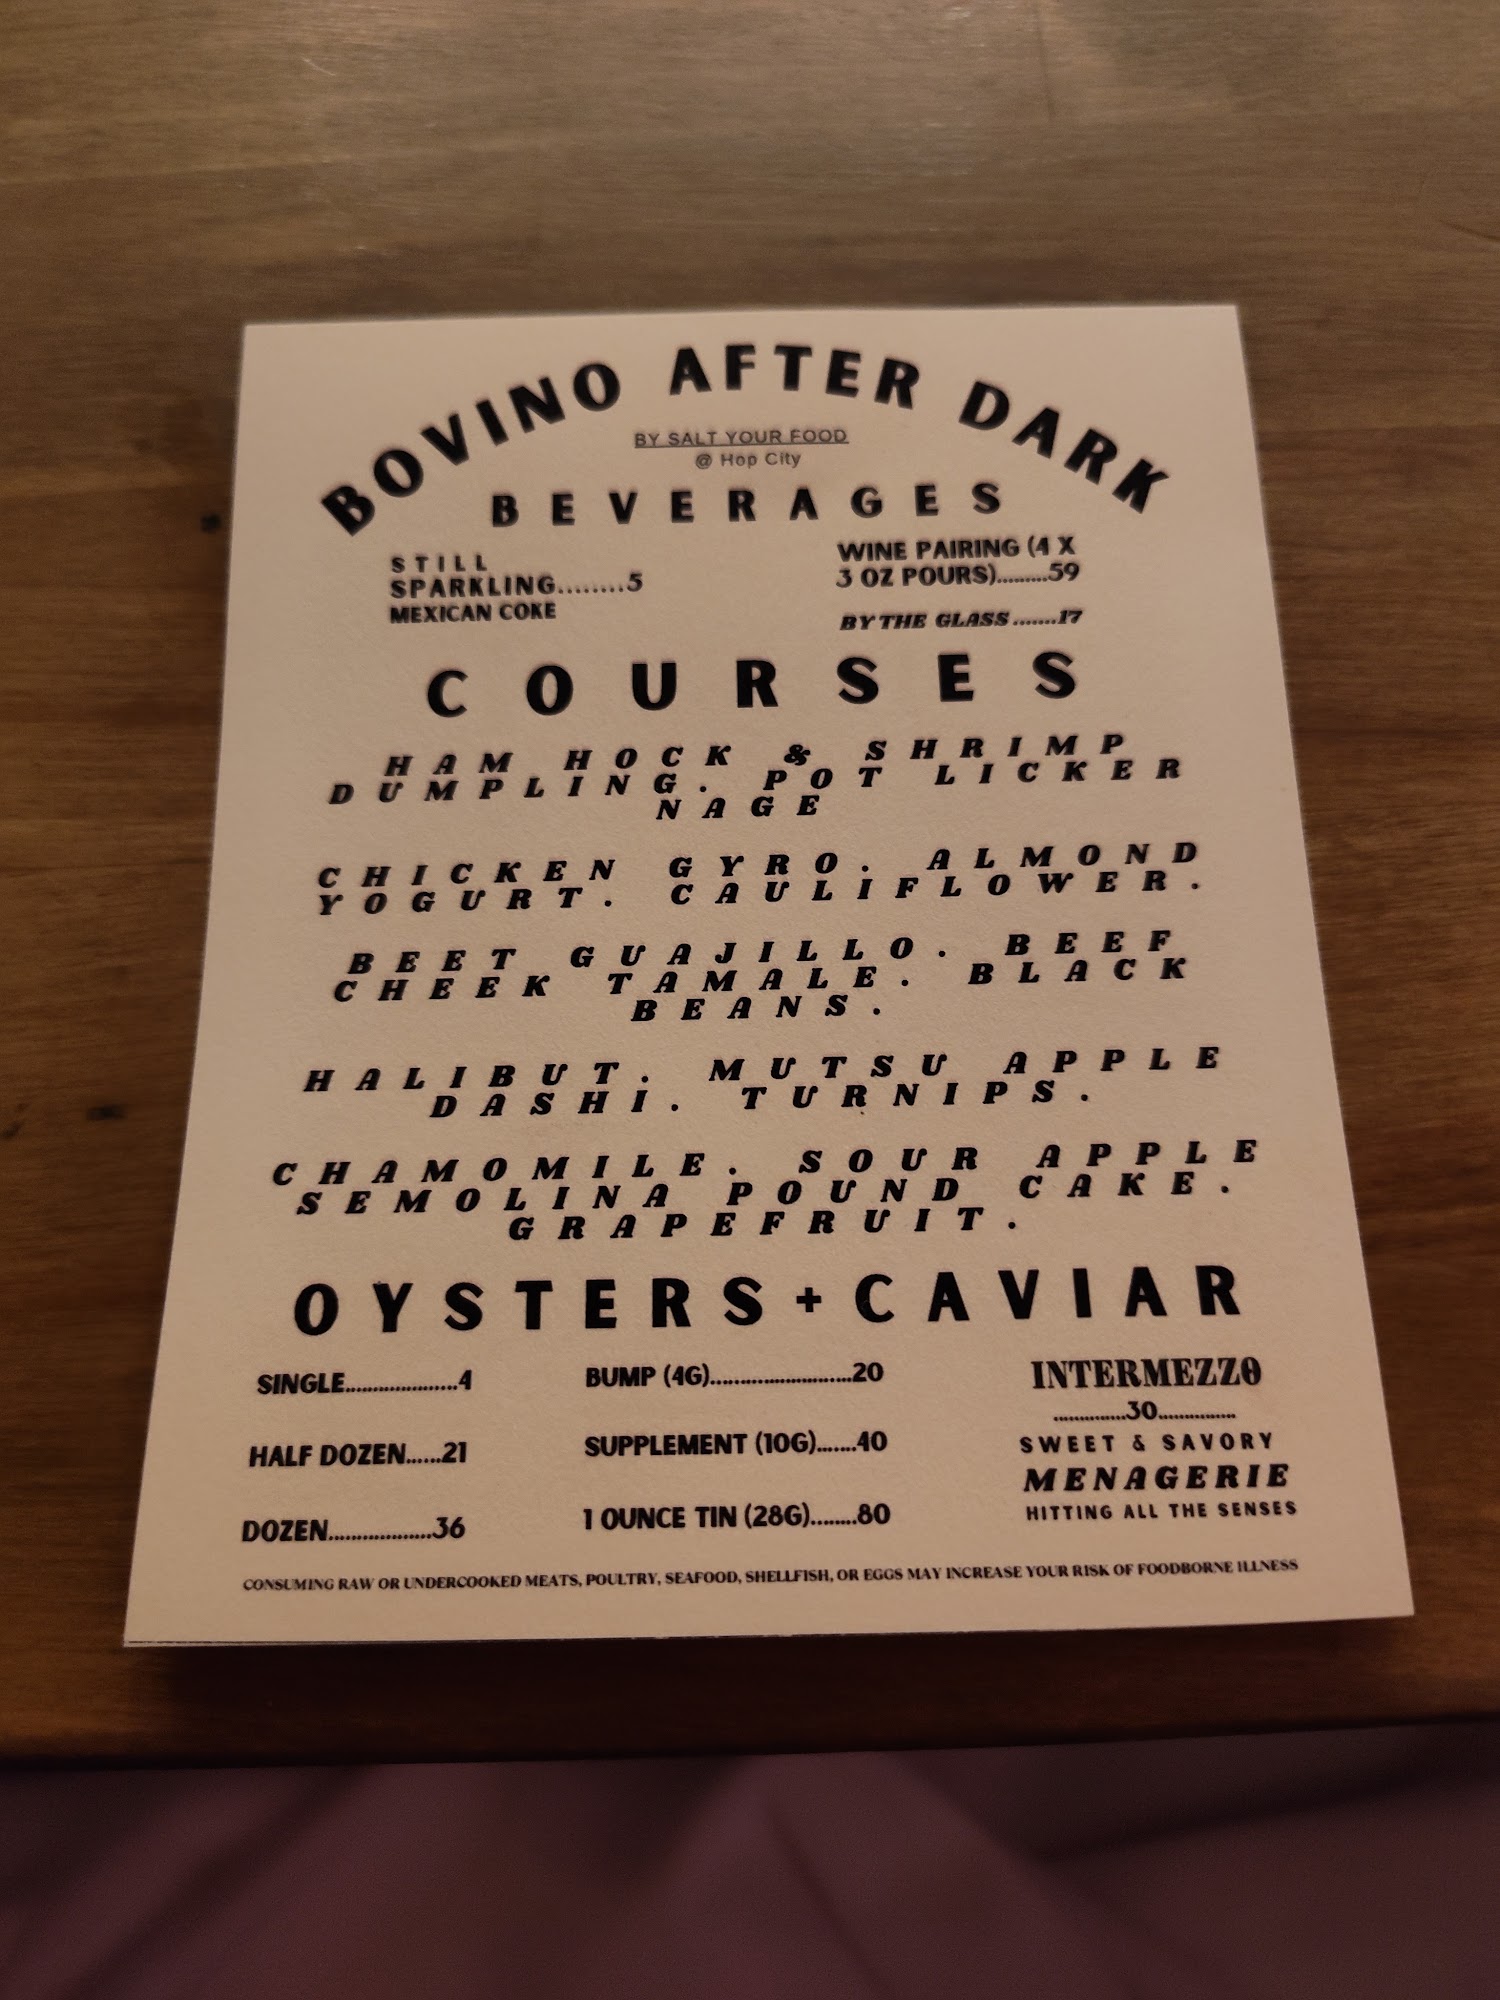 BOVINO AFTER DARK
BY SALT YOUR FOOD
@ Hop City
BEVERAGES
STILL
SPARKLING........5
MEXICAN COKE
WINE PAIRING (4 X
3 OZ POURS).........59
BY THE GLASS.......17
COURSES
HAM HOCK & SHRIMP
DUMPLING. POT LICKER
NAGE
CHICKEN GYRO. ALMOND
YOGURT. CAULIFLOWER.
BEET GUAJILLO. BEEF
CHEEK TAMALE. BLACK
BEANS.
HALIBUT. MUTSU APPLE
DASHI. TURNIPS.
CHAMOMILE. SOUR APPLE
SEMOLINA POUND CAKE.
GRAPEFRUIT.
OYSTERS+CAVIAR
SINGLE.....................4
HALF DOZEN......21
DOZEN...................36
BUMP (4G)..........................20
SUPPLEMENT (10G).......40
1 OUNCE TIN (28G)........80
INTERMEZZO
...............30................
SWEET & SAVORY
MENAGERIE
HITTING ALL THE SENSES
CONSUMING RAW OR UNDERCOOKED MEATS, POULTRY, SEAFOOD, SHELLFISH, OR EGGS MAY INCREASE YOUR RISK OF FOODBORNE ILLNESS